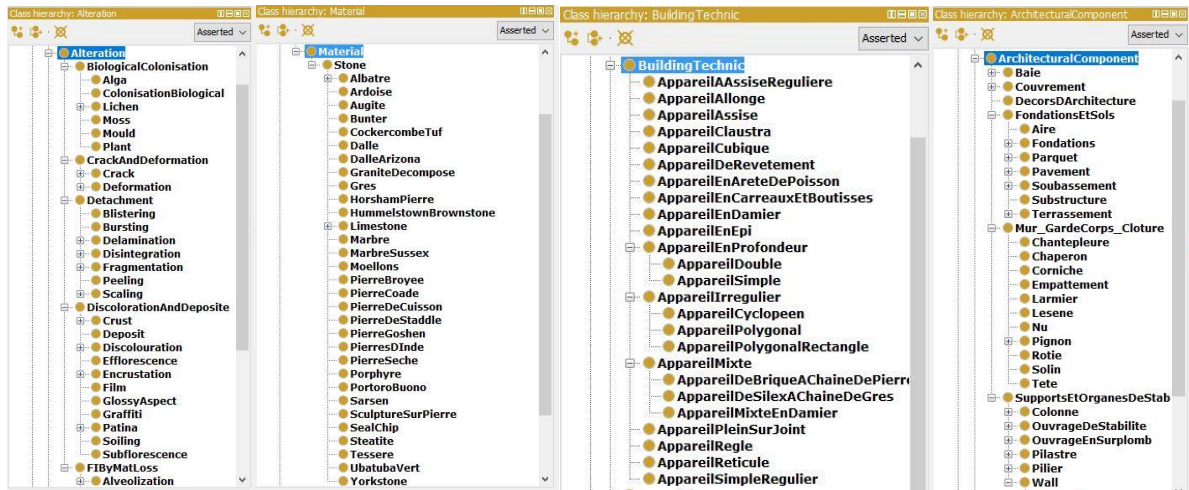 Class hierarchy: Alteration
Asserted
Alteration
BiologicalColonisation
Alga
ColonisationBiological
Lichen
Moss
Mould
Plant
CrackAndDeformation
Crack
Deformation
Detachment
Blistering
Bursting
Delamination
Disintegration
Fragmentation
Peeling
Scaling
DiscolorationAndDeposite
Crust
Deposit
Discolouration
Efflorescence
Encrustation
Film
GlossyAspect
Graffiti
Patina
Soiling
Subflorescence
FIByMatLoss
Alveolization
Class hierarchy: Material
Asserted
Material
Stone
Albatre
Ardoise
Augite
Bunter
CockercombeTuf
Dalle
DalleArizona
GraniteDecompose
Gres
HorshamPierre
HummelstownBrownstone
Limestone
Marbre
MarbreSussex
Moellons
PierreBroyee
PierreCoade
PierreDeCuisson
PierreDeStaddle
PierreGoshen
PierresDInde
PierreSeche
Porphyre
PortoroBuono
Sarsen
SculptureSurPierre
SealChip
Steatite
Tessere
UbatubaVert
Yorkstone
Class hierarchy: BuildingTechnic
Asserted
BuildingTechnic
AppareilAAssiseReguliere
AppareilAllonge
AppareilAssise
AppareilClaustra
AppareilCubique
AppareilDeRevetement
AppareilEnAreteDePoisson
AppareilEnCarreauxEtBoutisses
AppareilEnDamier
AppareilEnEpi
AppareilEnProfondeur
AppareilDouble
AppareilSimple
AppareilIrregulier
AppareilCyclopeen
AppareilPolygonal
AppareilPolygonalRectangle
AppareilMixte
AppareilDeBriqueAChaineDePierre
AppareilDeSilexAChaineDeGres
AppareilMixteEnDamier
AppareilPleinSurJoint
AppareilRegle
AppareilReticule
AppareilSimpleRegulier
Class hierarchy: ArchitecturalComponent
Asserted
ArchitecturalComponent
Baie
Couvrement
DecorsDArchitecture
FondationsEtSols
Aire
Fondations
Parquet
Pavement
Soubassement
Substructure
Terrassement
Mur_GardeCorps_Cloture
Chantepleure
Chaperon
Corniche
Empattement
Larmier
Lesene
Nu
Pignon
Rotie
Solin
Tete
SupportsEtOrganesDeStab
Colonne
OuvrageDeStabilite
OuvrageEnSurplomb
Pilastre
Pilier
Wall